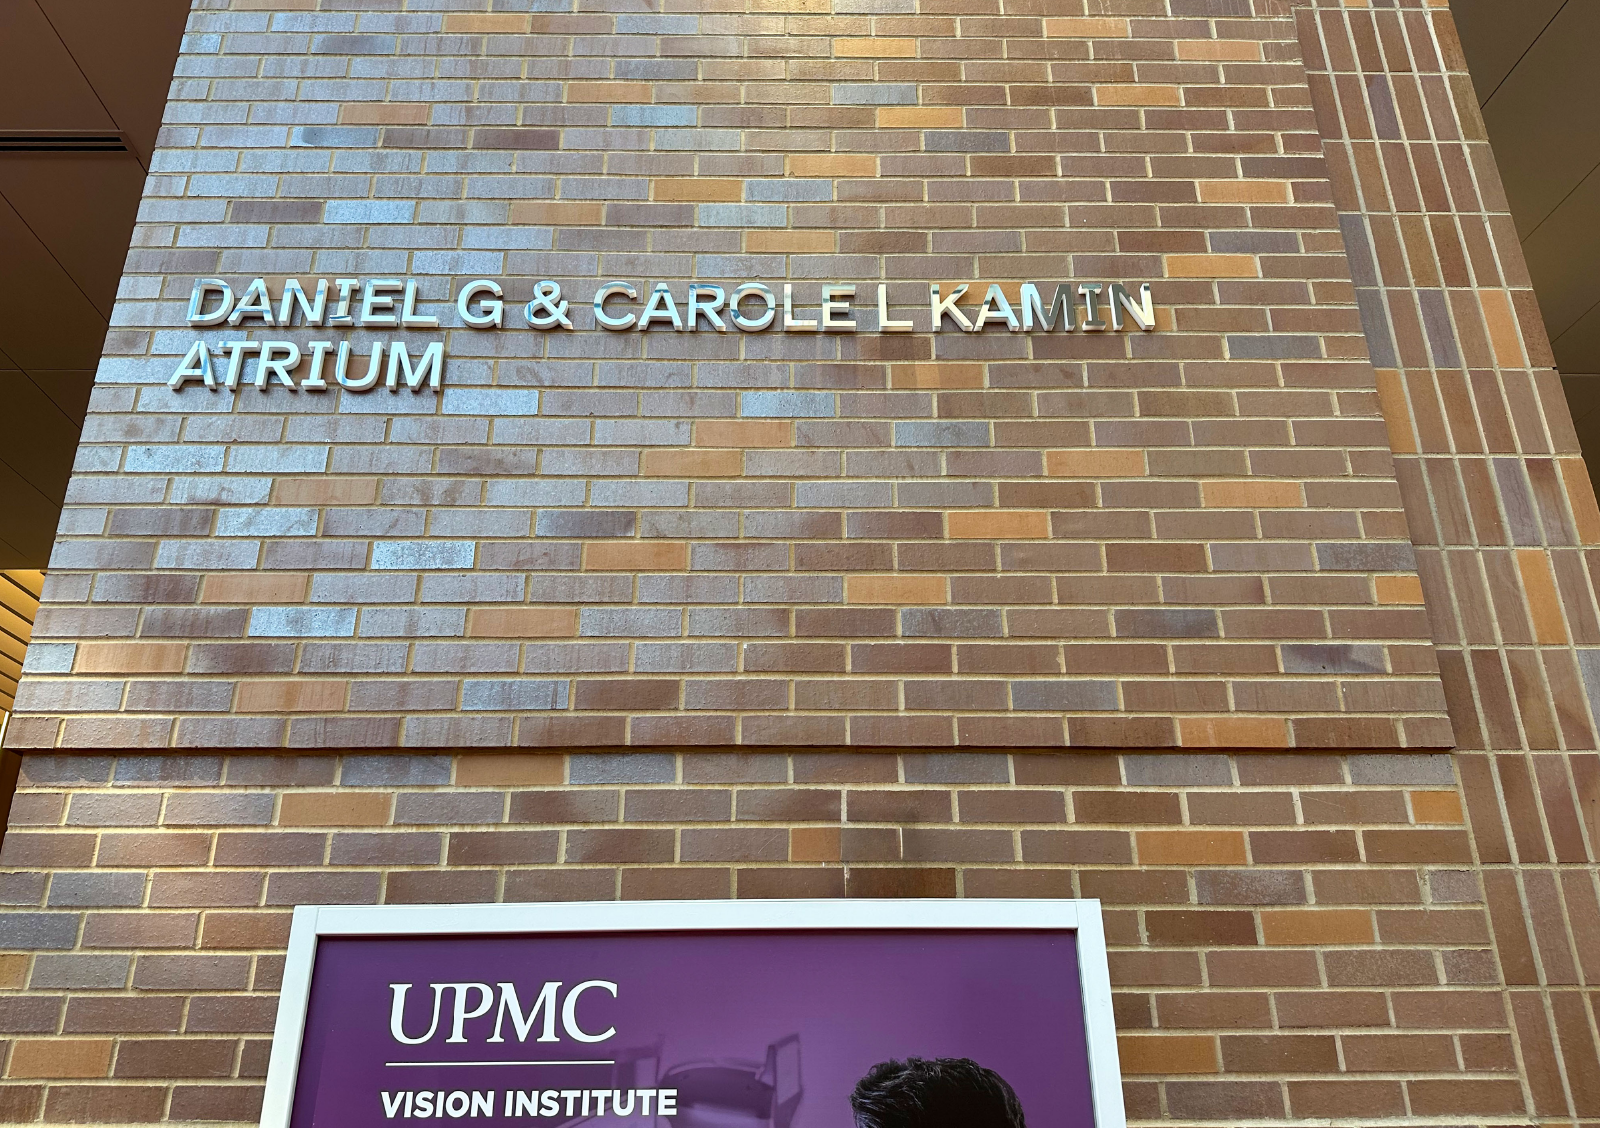 DANIEL G & CAROLE L KAMIN
ATRIUM
UPMC
VISION INSTITUTE